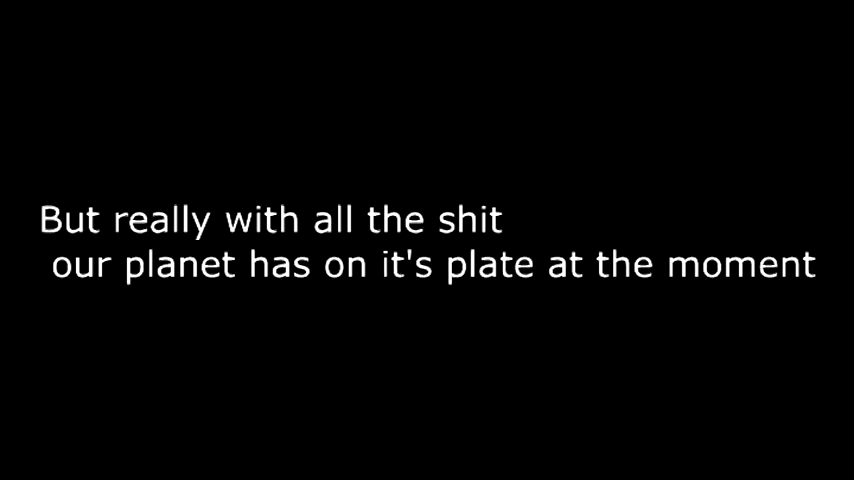 But really with all the shit
our planet has on it's plate at the moment